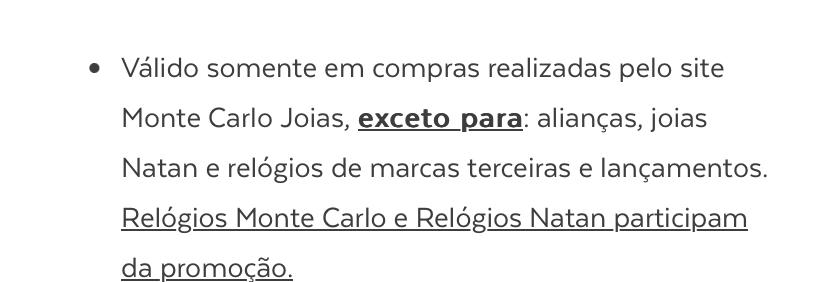 • Válido somente em compras realizadas pelo site
Monte Carlo Joias, exceto para: alianças, joias
Natan e relógios de marcas terceiras e lançamentos.
Relógios Monte Carlo e Relógios Natan participam
da promoção.